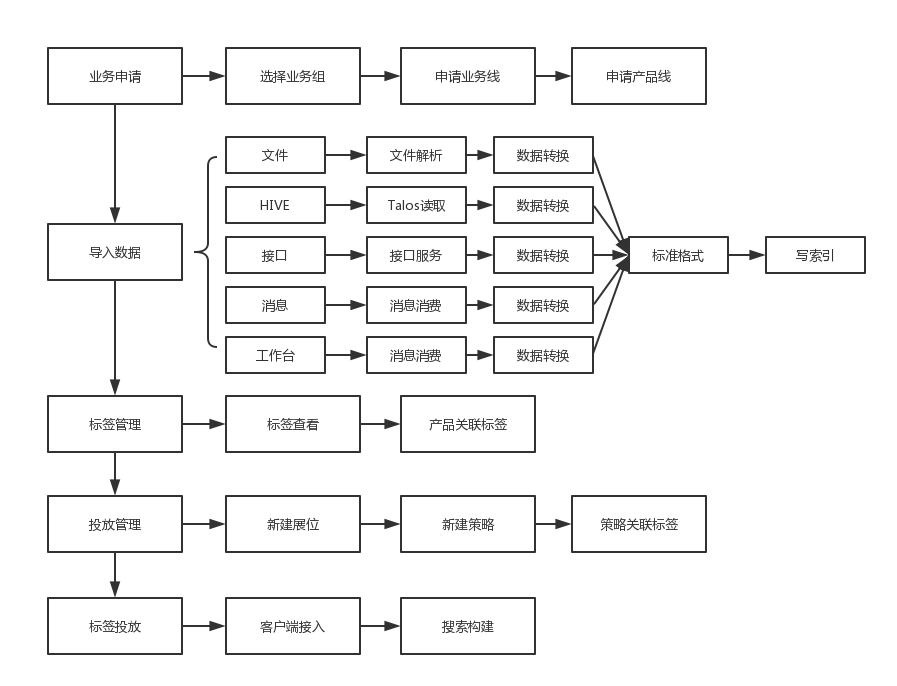 业务申请
选择业务组
申请业务线
申请产品线
导入数据
文件
文件解析
数据转换
HIVE
Talos读取
数据转换
接口
接口服务
数据转换
标准格式
写索引
消息
消息消费
数据转换
工作台
消息消费
数据转换
标签管理
标签查看
产品关联标签
投放管理
新建展位
新建策略
策略关联标签
标签投放
客户端接入
搜索构建